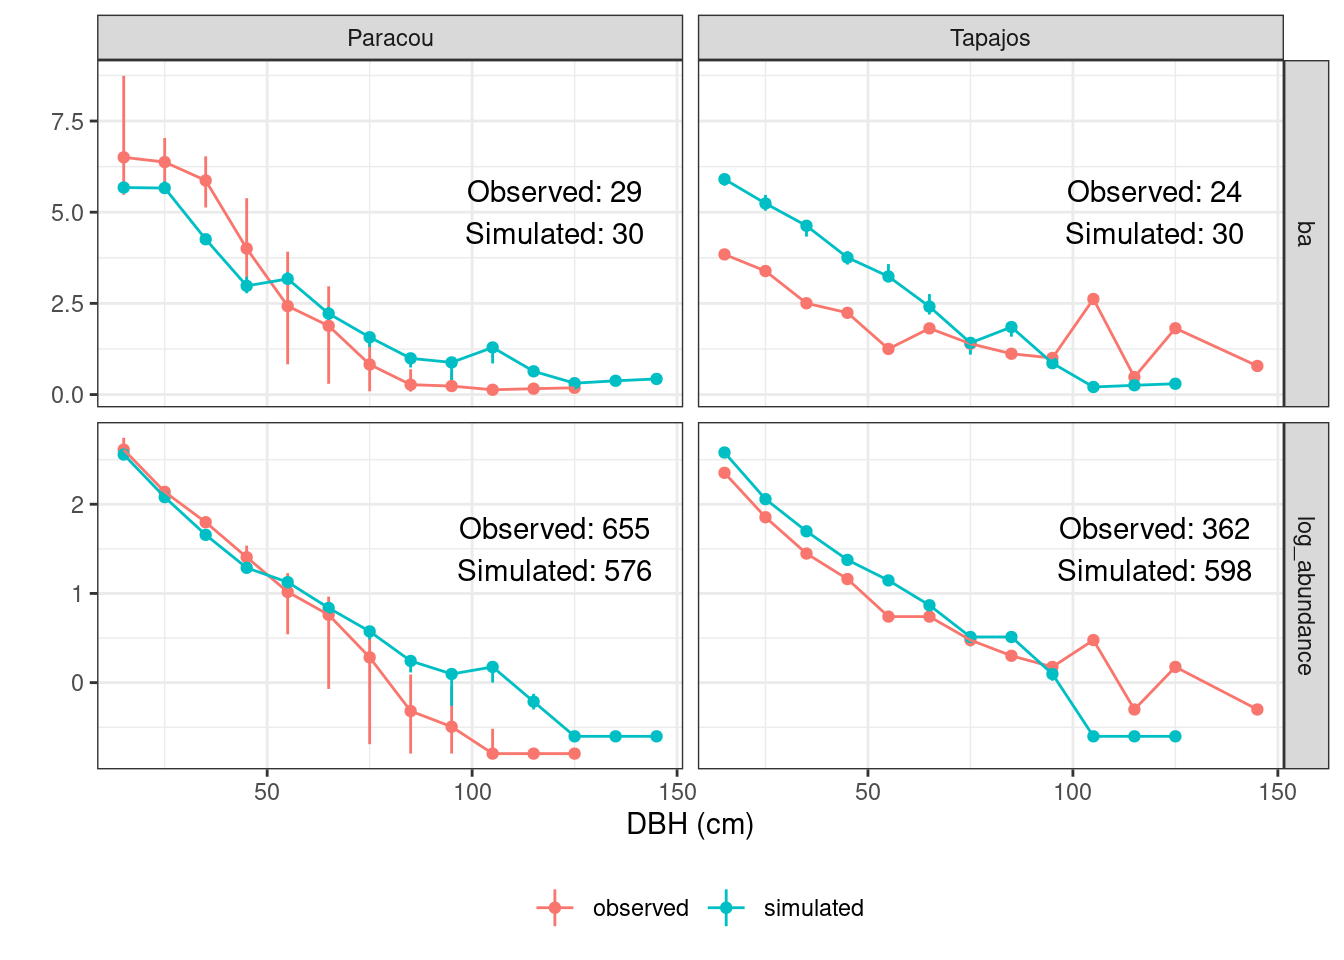 Paracou
Tapajos
7.5
5.0
2.5
0.0
Observed: 29
Simulated: 30
Observed: 24
Simulated: 30
ba
2
1
0
Observed: 655
Simulated: 576
Observed: 362
Simulated: 598
log_abundance
50
100
150
50
100
150
DBH (cm)
observed
simulated